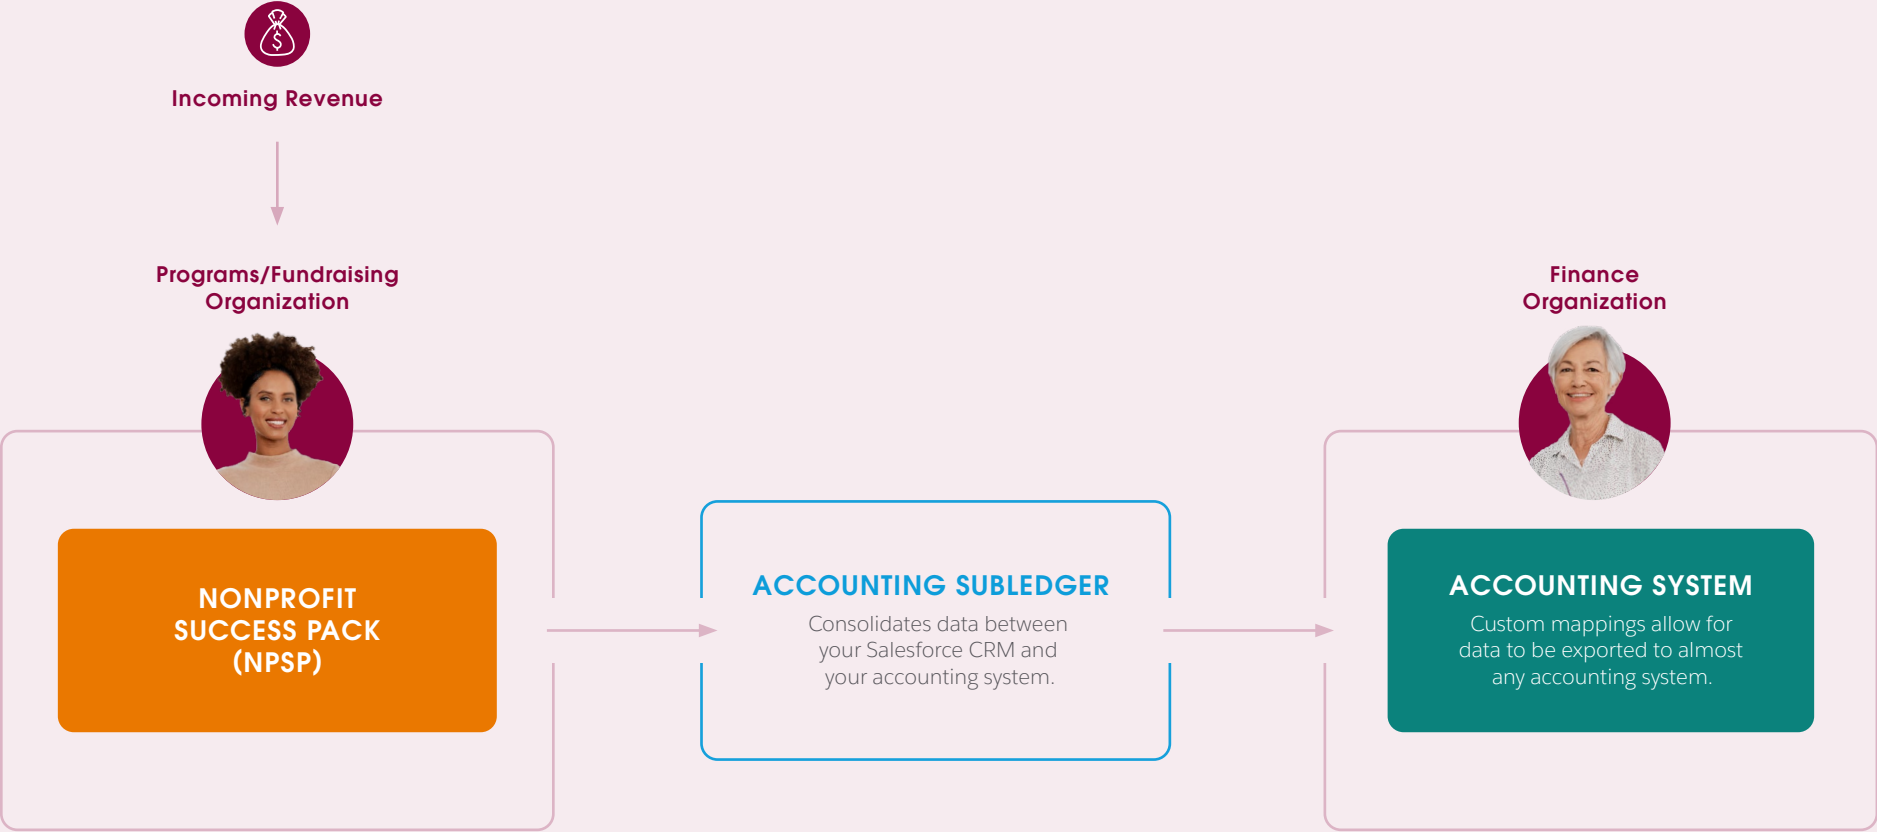 $
Incoming Revenue
Programs/Fundraising
Organization
Finance
Organization
NONPROFIT
SUCCESS PACK
(NPSP)
ACCOUNTING SUBLEDGER
Consolidates data between
your Salesforce CRM and
your accounting system.
ACCOUNTING SYSTEM
Custom mappings allow for
data to be exported to almost
any accounting system.